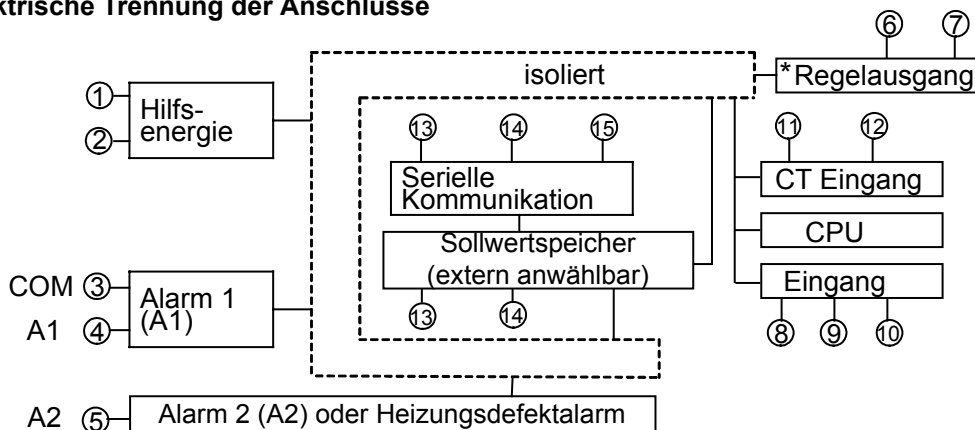 ktrische Trennung der Anschlüsse
⑥ ⑦
isoliert
*Regelausgang
①
②
Hilfs-
energie
⑬ ⑭ ⑮
⑪ ⑫
Serielle
Kommunikation
CT Eingang
Sollwertspeicher
(extern anwählbar)
CPU
COM ③
A1 ④
Alarm 1
(A1)
Eingang
⑬ ⑭
⑧ ⑨ ⑩
A2 ⑤
Alarm 2 (A2) oder Heizungsdefektalarm